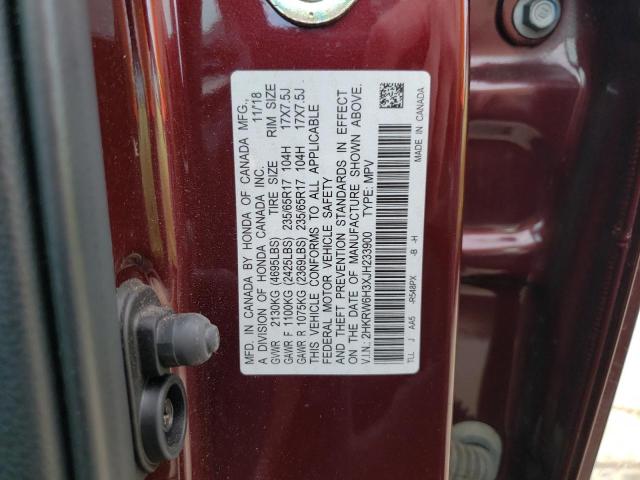 MFD. IN CANADA BY HONDA OF CANADA MFG.,
A DIVISION OF HONDA CANADA INC. 11/18
GVWR 2130KG (4695LBS) TIRE SIZE RIM SIZE
GAWR F 1100KG (2425LBS) 235/65R17 104H 17X7.5J
GAWR R 1075KG (2369LBS) 235/65R17 104H 17X7.5J
THIS VEHICLE CONFORMS TO ALL APPLICABLE
FEDERAL MOTOR VEHICLE SAFETY
AND THEFT PREVENTION STANDARDS IN EFFECT
ON THE DATE OF MANUFACTURE SHOWN ABOVE.
V.I.N.: 2HKRW6H3XJH233900 TYPE: MPV
TLL J AA5 -R548PX -B -H MADE IN CANADA